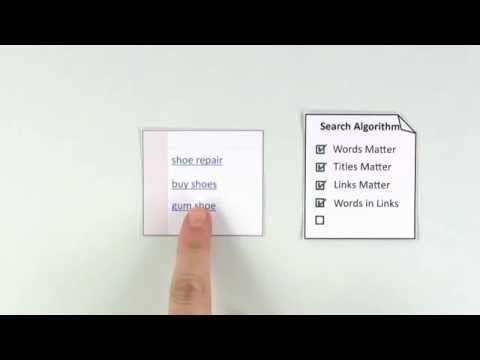 shoe repair
buy shoes
gum shoe
Search Algorithm
Words Matter
Titles Matter
Links Matter
Words in Links